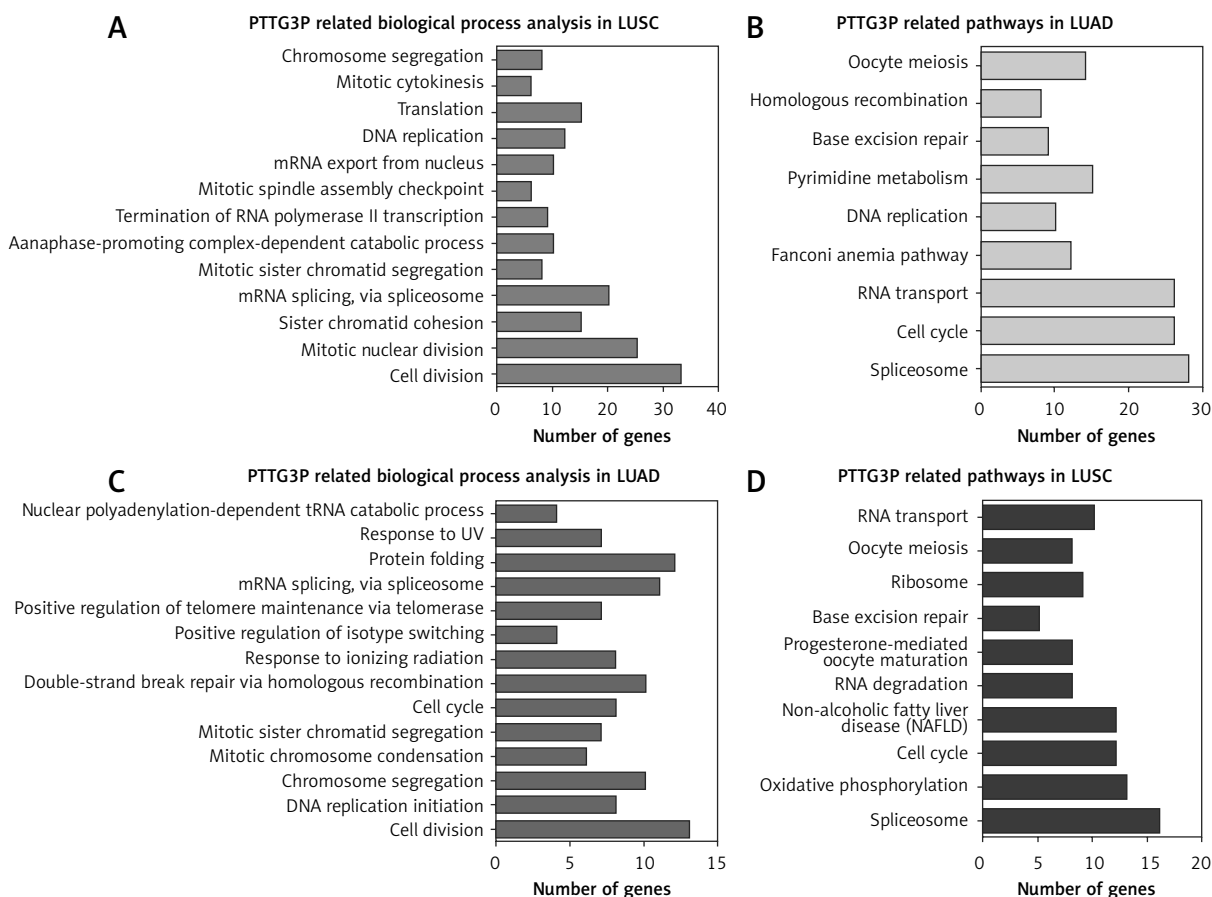 A
PTTG3P related biological process analysis in LUSC
Chromosome segregation
Mitotic cytokinesis
Translation
DNA replication
mRNA export from nucleus
Mitotic spindle assembly checkpoint
Termination of RNA polymerase II transcription
Aanaphase-promoting complex-dependent catabolic process
Mitotic sister chromatid segregation
mRNA splicing, via spliceosome
Sister chromatid cohesion
Mitotic nuclear division
Cell division
0 10 20 30 40
Number of genes
B
PTTG3P related pathways in LUAD
Oocyte meiosis
Homologous recombination
Base excision repair
Pyrimidine metabolism
DNA replication
Fanconi anemia pathway
RNA transport
Cell cycle
Spliceosome
0 10 20 30
Number of genes
C
PTTG3P related biological process analysis in LUAD
Nuclear polyadenylation-dependent tRNA catabolic process
Response to UV
Protein folding
mRNA splicing, via spliceosome
Positive regulation of telomere maintenance via telomerase
Positive regulation of isotype switching
Response to ionizing radiation
Double-strand break repair via homologous recombination
Cell cycle
Mitotic sister chromatid segregation
Mitotic chromosome condensation
Chromosome segregation
DNA replication initiation
Cell division
0 5 10 15
Number of genes
D
PTTG3P related pathways in LUSC
RNA transport
Oocyte meiosis
Ribosome
Base excision repair
Progesterone-mediated
oocyte maturation
RNA degradation
Non-alcoholic fatty liver
disease (NAFLD)
Cell cycle
Oxidative phosphorylation
Spliceosome
0 5 10 15 20
Number of genes